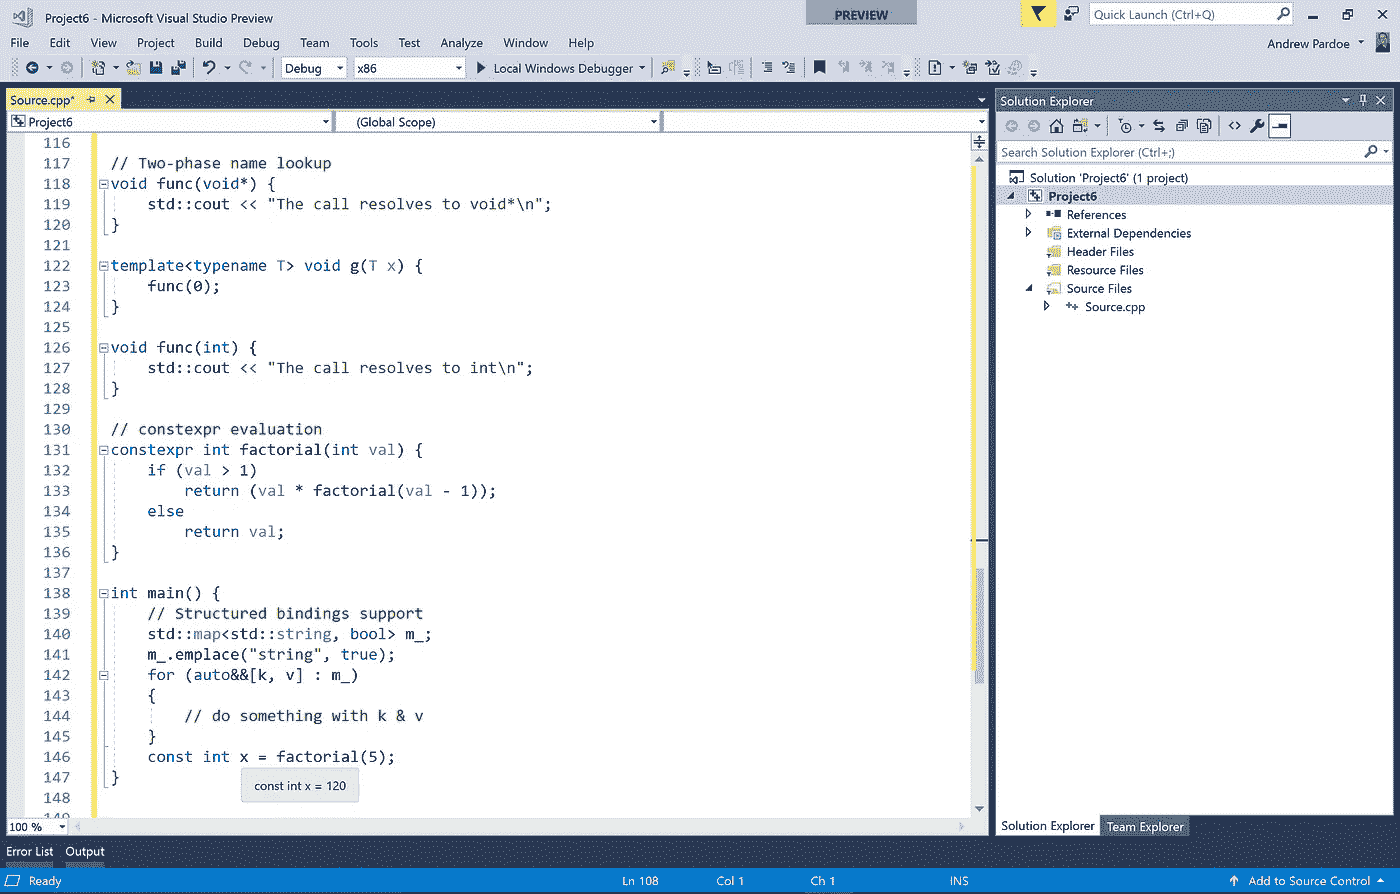 Project6 - Microsoft Visual Studio Preview
PREVIEW
Quick Launch (Ctrl+Q)
File Edit View Project Build Debug Team Tools Test Analyze Window Help
Andrew Pardoe
Debug x86 Local Windows Debugger
Source.cpp*
Project6 (Global Scope)
116
117 // Two-phase name lookup
118 void func(void*) {
119 std::cout << "The call resolves to void*\n";
120 }
121
122 template<typename T> void g(T x) {
123 func(0);
124 }
125
126 void func(int) {
127 std::cout << "The call resolves to int\n";
128 }
129
130 // constexpr evaluation
131 constexpr int factorial(int val) {
132 if (val > 1)
133 return (val * factorial(val - 1));
134 else
135 return val;
136 }
137
138 int main() {
139 // Structured bindings support
140 std::map<std::string, bool> m_;
141 m_.emplace("string", true);
142 for (auto&&[k, v] : m_)
143 {
144 // do something with k & v
145 }
146 const int x = factorial(5);
147 }
const int x = 120
148
149
100 %
Solution Explorer
Search Solution Explorer (Ctrl+;)
Solution 'Project6' (1 project)
Project6
References
External Dependencies
Header Files
Resource Files
Source Files
Source.cpp
Solution Explorer Team Explorer
Error List Output
Ready Ln 108 Col 1 Ch 1 INS Add to Source Control